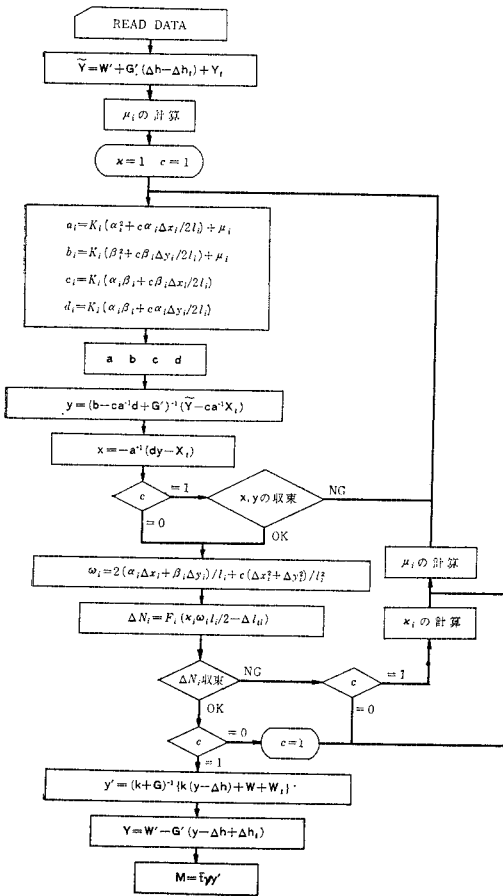 READ DATA
Ỹ=W'+G'(Δh−Δh_t)+Y_t
μ_iの計算
κ=1 c=1
a_i=K_i(α_i²+cα_iΔx_i/2l_i)+μ_i
b_i=K_i(β_i²+cβ_iΔy_i/2l_i)+μ_i
c_i=K_i(α_iβ_i+cβ_iΔx_i/2l_i)
d_i=K_i(α_iβ_i+cα_iΔy_i/2l_i)
a b c d
y=(b−ca⁻¹d+G')⁻¹(Ỹ−ca⁻¹X_t)
x=−a⁻¹(dy−X_t)
c
=1
x,yの収束
NG
=0
OK
ω_i=2(α_iΔx_i+β_iΔy_i)/l_i+c(Δx_i²+Δy_i²)/l_i²
μ_iの計算
ΔN_i=F_i(κ_iω_il_i/2−Δl_ti)
κ_iの計算
ΔN_i収束
NG
c
=1
OK
=0
c
=0
c=1
=1
y'=(k+G)⁻¹{k(y−Δh)+W+W_t}
Y=W'−G'(y−Δh+Δh_t)
M=t̄yy'